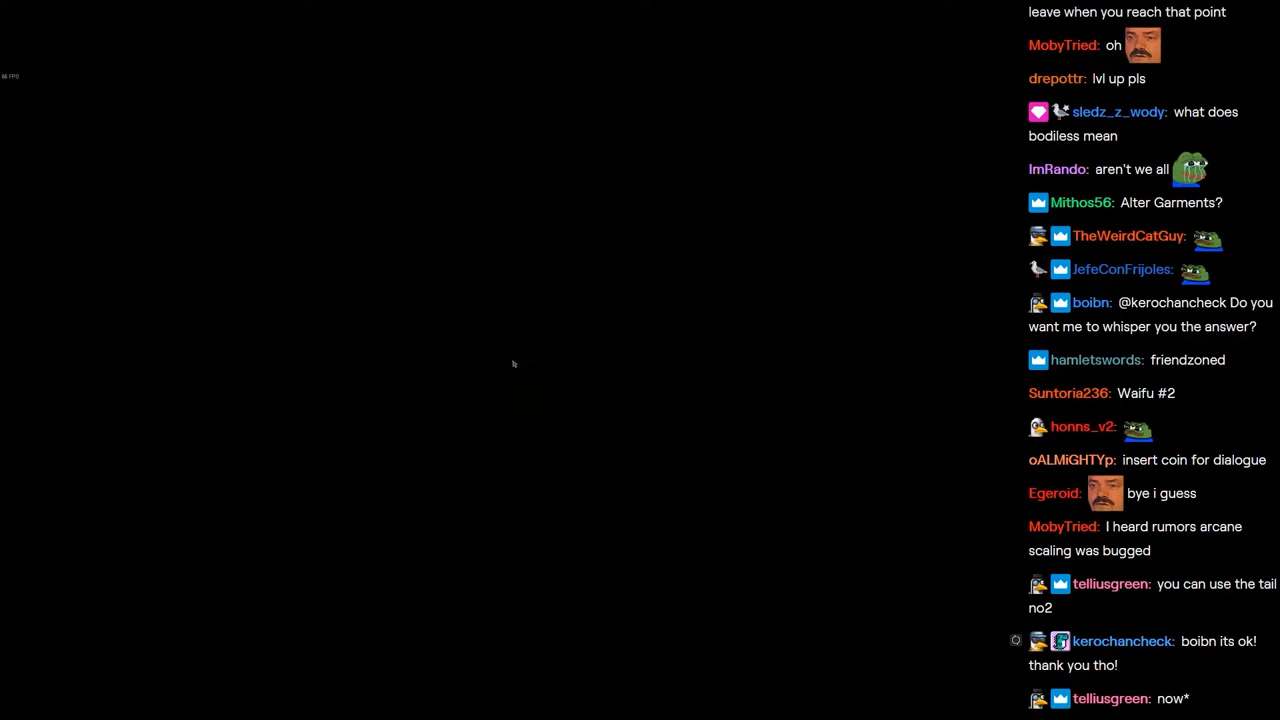 leave when you reach that point
MobyTried: oh
88 FPS
drepottr: lvl up pls
sledz_z_wody: what does
bodiless mean
ImRando: aren't we all
Mithos56: Alter Garments?
TheWeirdCatGuy:
JefeConFrijoles:
boibn: @kerochancheck Do you
want me to whisper you the answer?
hamletswords: friendzoned
Suntoria236: Waifu #2
honns_v2:
oALMiGHTYp: insert coin for dialogue
Egeroid: bye i guess
MobyTried: I heard rumors arcane
scaling was bugged
telliusgreen: you can use the tail
no2
kerochancheck: boibn its ok!
thank you tho!
telliusgreen: now*